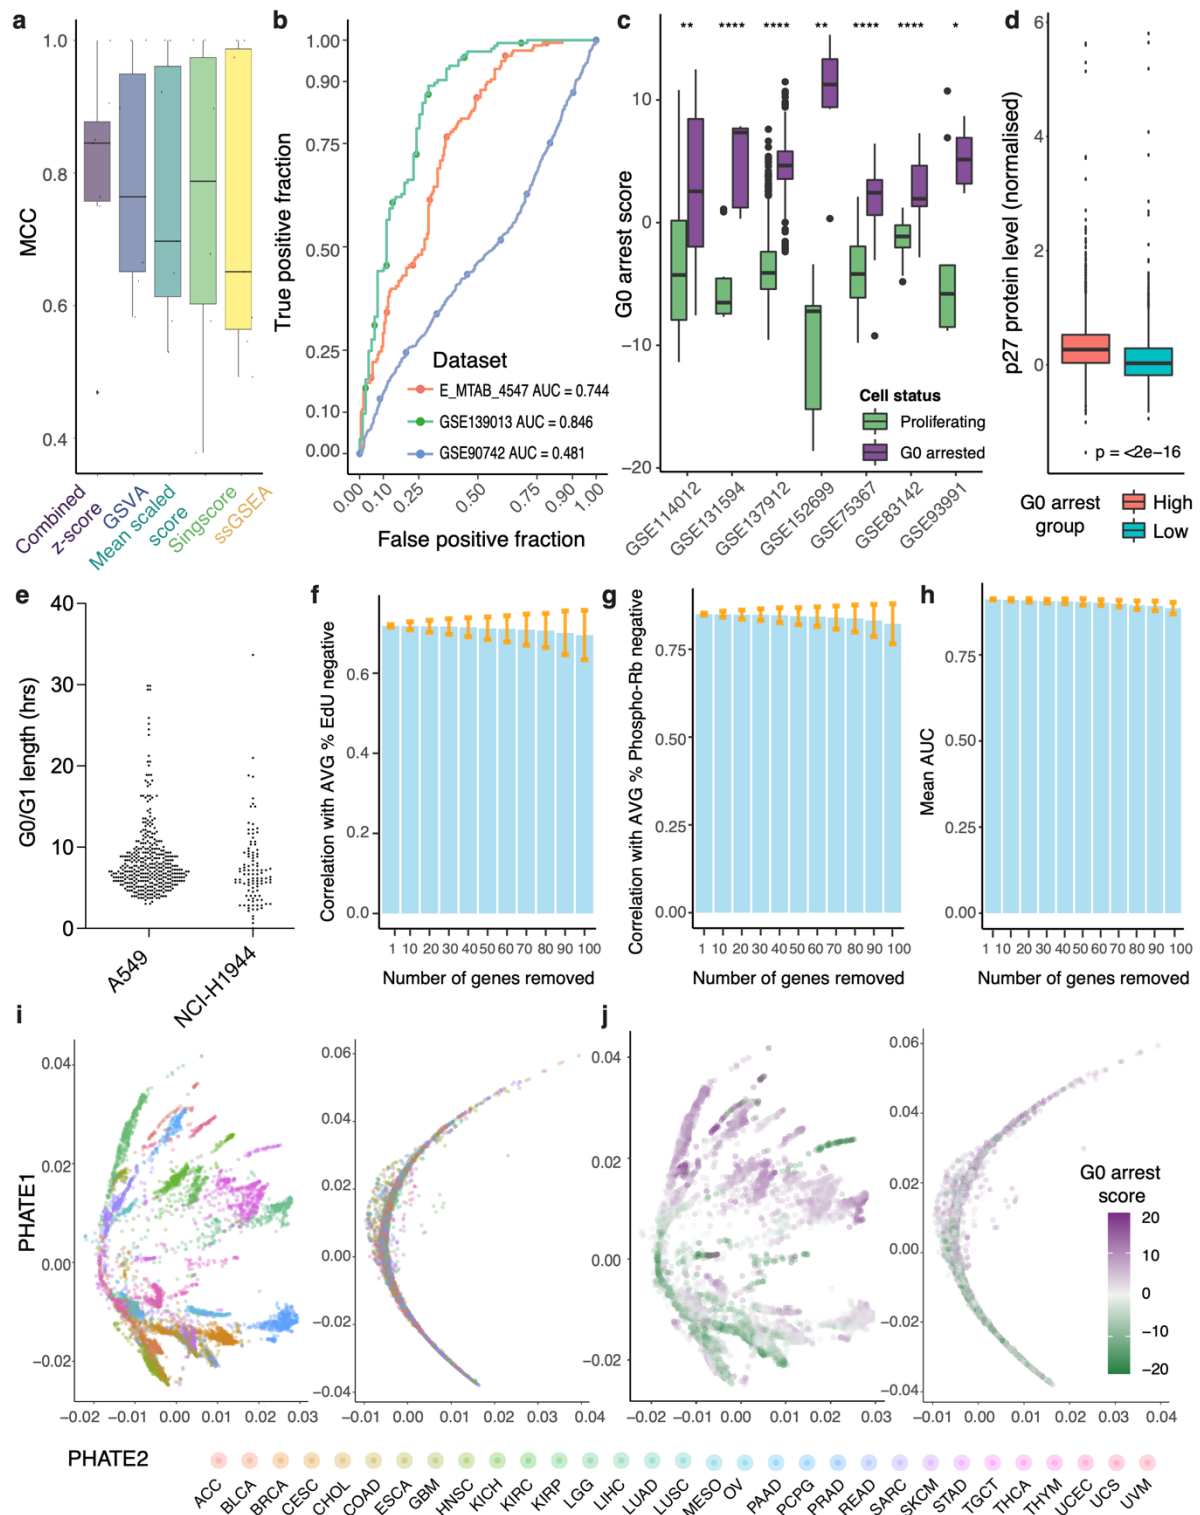 a
MCC
1.0
0.8
0.6
0.4
Combined
z-score
GSVA
Mean scaled
score
Singscore
ssGSEA
b
True positive fraction
1.00
0.90
0.75
0.50
0.25
0.10
0.00
Dataset
E_MTAB_4547 AUC = 0.744
GSE139013 AUC = 0.846
GSE90742 AUC = 0.481
0.00
0.10
0.25
0.50
0.75
0.90
1.00
False positive fraction
c
G0 arrest score
** **** **** ** **** **** *
10
0
−10
−20
Cell status
Proliferating
G0 arrested
GSE114012
GSE131594
GSE137912
GSE152699
GSE75367
GSE83142
GSE93991
d
p27 protein level (normalised)
6
4
2
0
p = <2e−16
G0 arrest
group
High
Low
e
G0/G1 length (hrs)
40
30
20
10
0
A549
NCI-H1944
f
Correlation with AVG % EdU negative
0.6
0.4
0.2
0.0
1 10 20 30 40 50 60 70 80 90 100
Number of genes removed
g
Correlation with AVG % Phospho-Rb negative
0.75
0.50
0.25
0.00
1 10 20 30 40 50 60 70 80 90 100
Number of genes removed
h
Mean AUC
0.75
0.50
0.25
0.00
1 10 20 30 40 50 60 70 80 90 100
Number of genes removed
i
PHATE1
0.04
0.02
0.00
−0.02
−0.02 −0.01 0.00 0.01 0.02 0.03
0.06
0.04
0.02
0.00
−0.02
−0.04
−0.01 0.00 0.01 0.02 0.03 0.04
j
0.04
0.02
0.00
−0.02
−0.02 −0.01 0.00 0.01 0.02 0.03
0.06
0.04
0.02
0.00
−0.02
−0.04
−0.01 0.00 0.01 0.02 0.03 0.04
G0 arrest
score
20
10
0
−10
−20
PHATE2
ACC
BLCA
BRCA
CESC
CHOL
COAD
ESCA
GBM
HNSC
KICH
KIRC
KIRP
LGG
LIHC
LUAD
LUSC
MESO
OV
PAAD
PCPG
PRAD
READ
SARC
SKCM
STAD
TGCT
THCA
THYM
UCEC
UCS
UVM